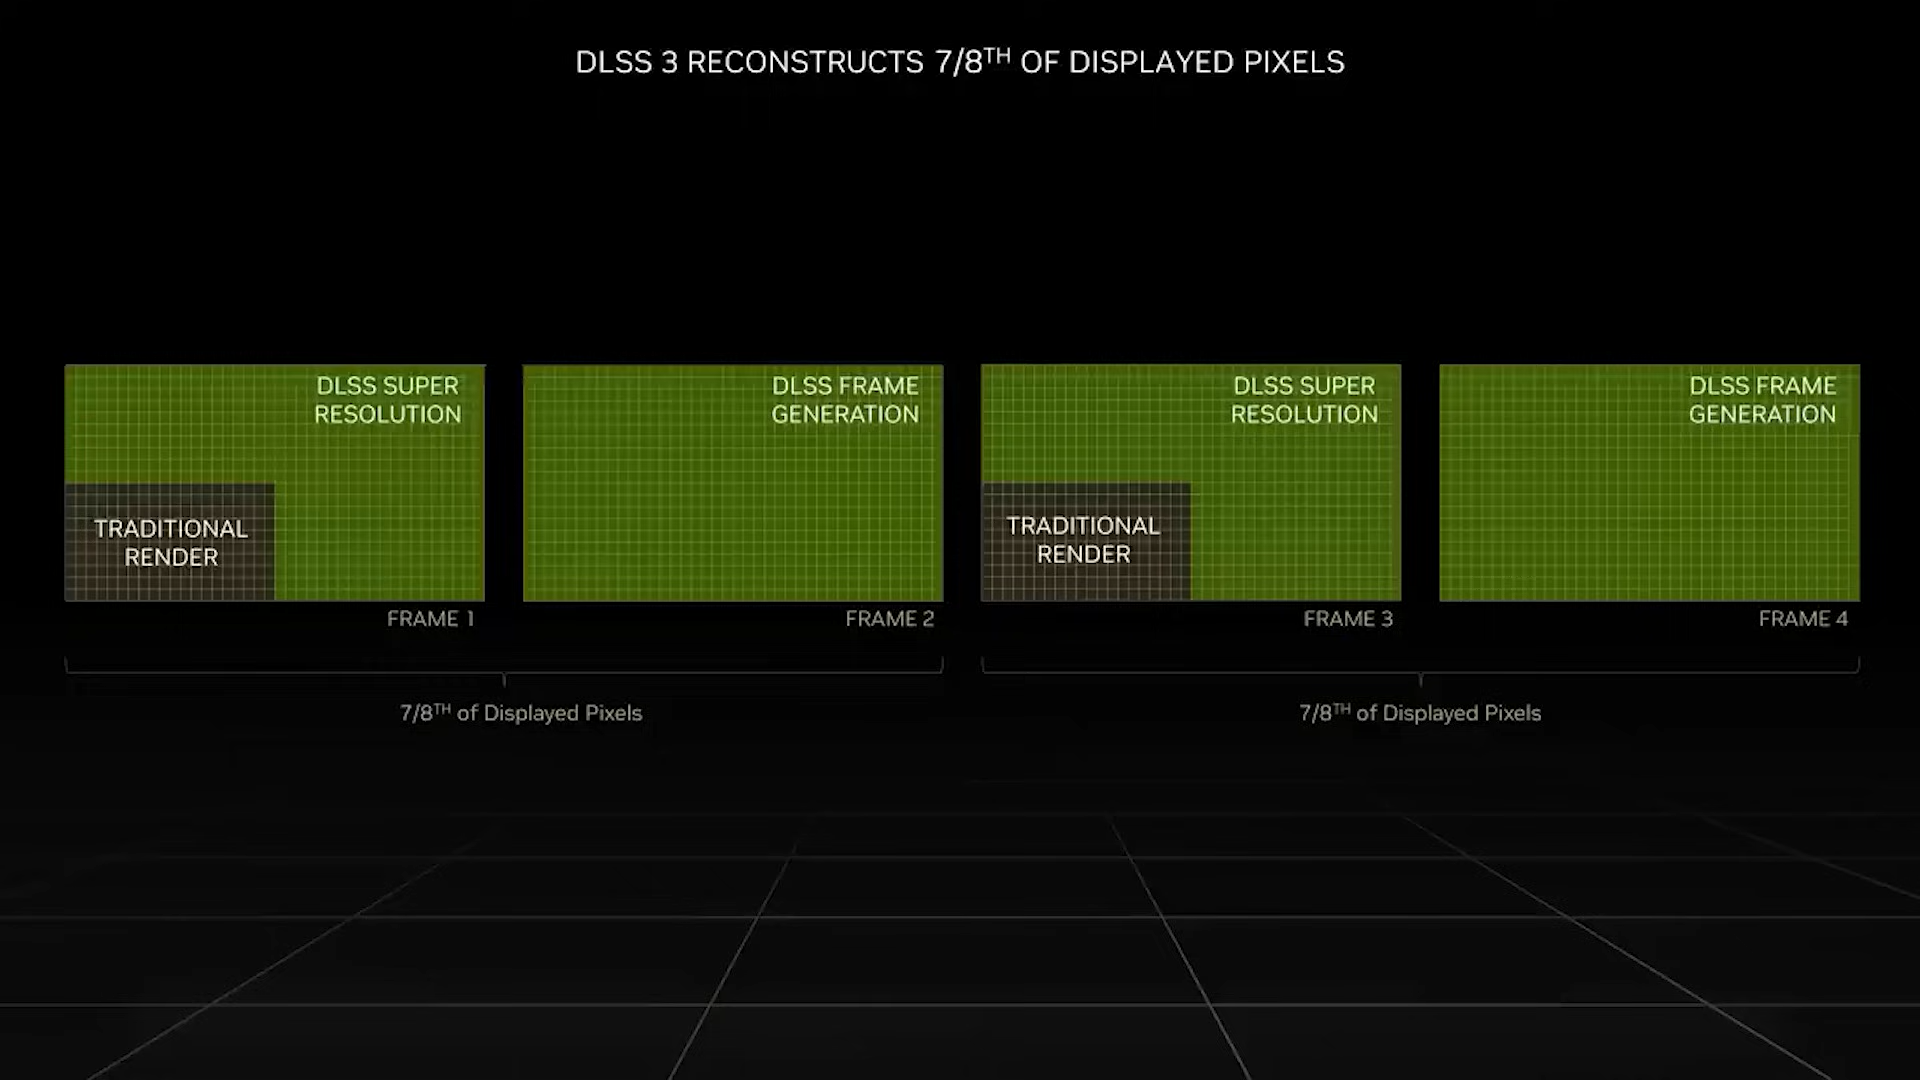 DLSS 3 RECONSTRUCTS 7/8TH OF DISPLAYED PIXELS
DLSS SUPER
RESOLUTION
TRADITIONAL
RENDER
FRAME 1
DLSS FRAME
GENERATION
FRAME 2
DLSS SUPER
RESOLUTION
TRADITIONAL
RENDER
FRAME 3
DLSS FRAME
GENERATION
FRAME 4
7/8TH of Displayed Pixels
7/8TH of Displayed Pixels